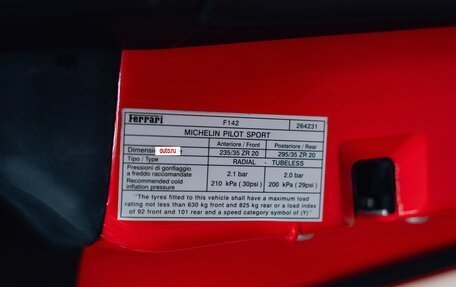 Ferrari F142 264231
MICHELIN PILOT SPORT
Anteriore / Front Posteriore / Rear
auto.ru 235/35 ZR 20 295/35 ZR 20
Tipo / Type RADIAL - TUBELESS
Pressioni di gonfiaggio
a freddo raccomandate 2.1 bar 2.0 bar
Recommended cold
inflation pressure 210 kPa (30psi) 200 kPa (29psi)
"The tyres fitted to this vehicle shall have a maximum load
rating not less than 630 kg front and 825 kg rear or a load index
of 92 front and 101 rear and a speed category symbol of (Y)"